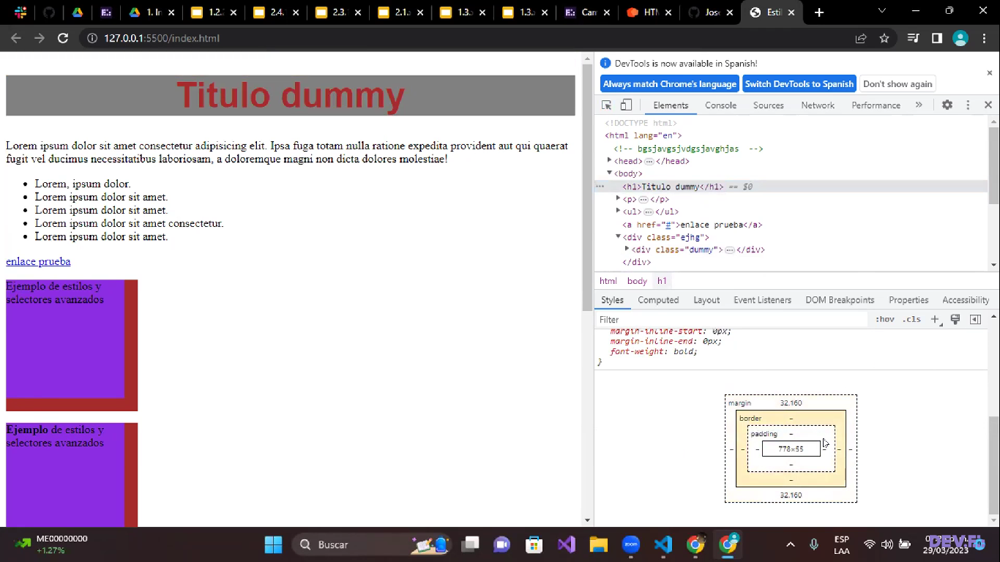 1. In
1.2.
2.4.
2.3.
2.1.
1.3.
1.3.
Car
HTM
Jose
Estil
127.0.0.1:5500/index.html
Titulo dummy
Lorem ipsum dolor sit amet consectetur adipisicing elit. Ipsa fuga totam nulla ratione expedita provident aut qui quaerat
fugit vel ducimus necessitatibus laboriosam, a doloremque magni non dicta dolores molestiae!
Lorem, ipsum dolor.
Lorem ipsum dolor sit amet.
Lorem ipsum dolor sit amet.
Lorem ipsum dolor sit amet consectetur.
Lorem ipsum dolor sit amet.
enlace prueba
Ejemplo de estilos y
selectores avanzados
Ejemplo de estilos y
selectores avanzados
DevTools is now available in Spanish!
Always match Chrome's language
Switch DevTools to Spanish
Don't show again
Elements Console Sources Network Performance »
<!DOCTYPE html>
<html lang="en">
<!-- bgsjavgsjvdgsjavghjas -->
<head> … </head>
<body>
<h1>Titulo dummy</h1> == $0
<p> … </p>
<ul> … </ul>
<a href="#">enlace prueba</a>
<div class="ejhg">
<div class="dummy"> … </div>
</div>
html body h1
Styles Computed Layout Event Listeners DOM Breakpoints Properties Accessibility
Filter
:hov .cls +
margin-inline-start: 0px;
margin-inline-end: 0px;
font-weight: bold;
}
margin 32.160
border –
padding –
– – – 778×55 – – –
–
–
32.160
ME00000000
+1.27%
Buscar
zoom
ESP
LAA
29/03/2023
DEV.F: